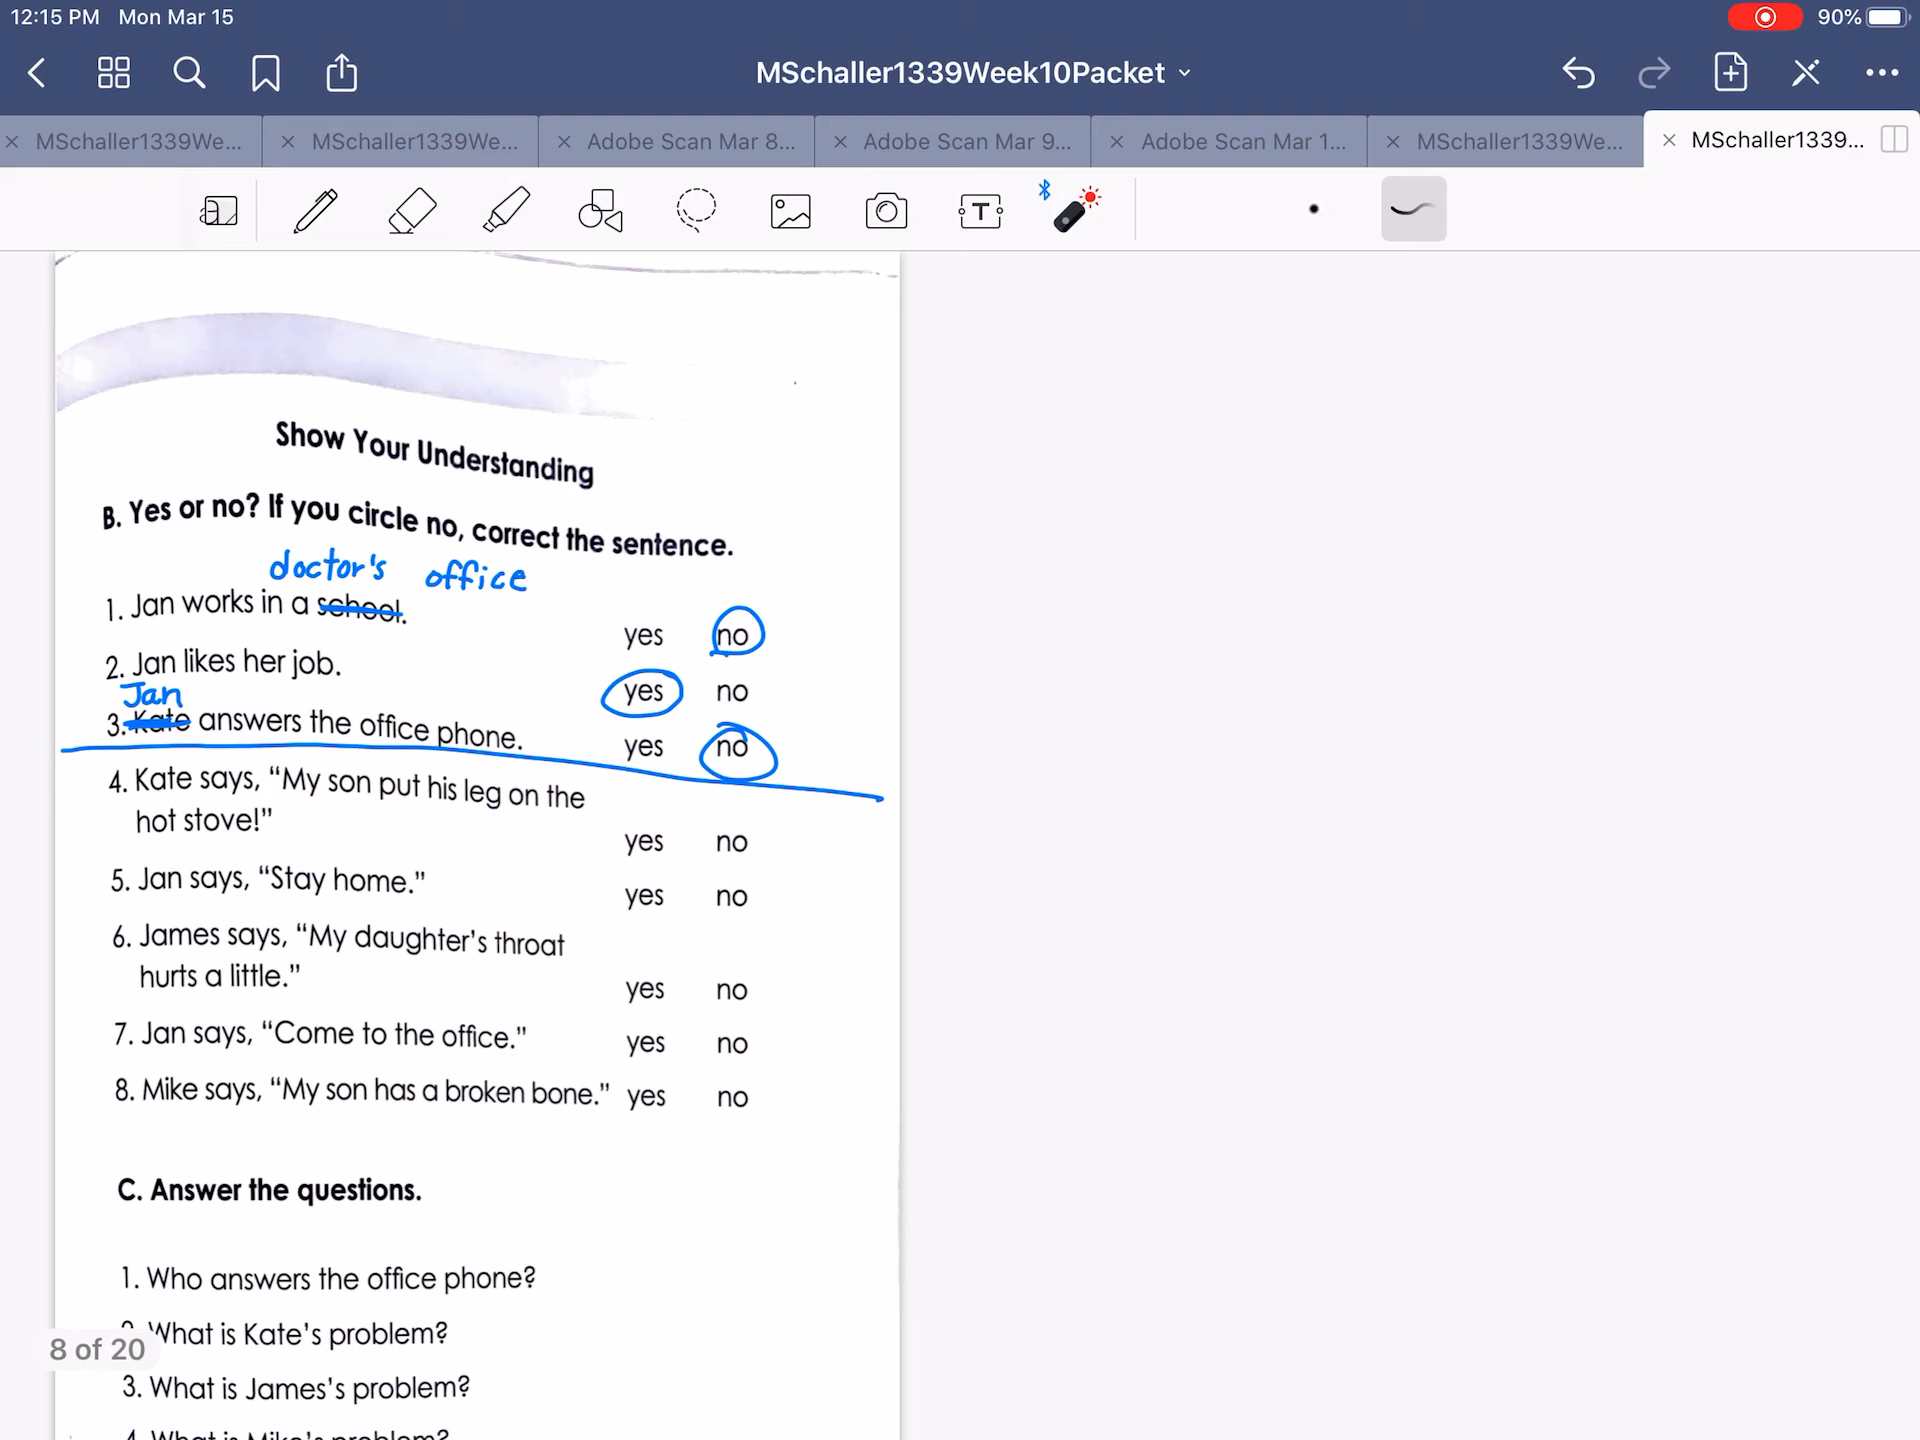 12:15 PM Mon Mar 15
90%
MSchaller1339Week10Packet
MSchaller1339We...
MSchaller1339We...
Adobe Scan Mar 8...
Adobe Scan Mar 9...
Adobe Scan Mar 1...
MSchaller1339We...
MSchaller1339...
Show Your Understanding
B. Yes or no? If you circle no, correct the sentence.
doctor's office
1. Jan works in a school. yes no
2. Jan likes her job. yes no
Jan
3. Kate answers the office phone. yes no
4. Kate says, “My son put his leg on the
hot stove!” yes no
5. Jan says, “Stay home.” yes no
6. James says, “My daughter’s throat
hurts a little.” yes no
7. Jan says, “Come to the office.” yes no
8. Mike says, “My son has a broken bone.” yes no
C. Answer the questions.
1. Who answers the office phone?
What is Kate’s problem?
8 of 20
3. What is James’s problem?
4. What is Mike’s problem?